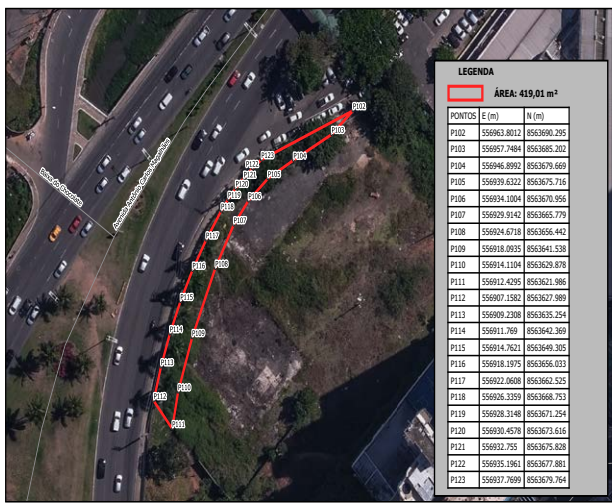 LEGENDA
ÁREA: 419,01 m²
PONTOS E (m) N (m)
P102 556963.8012 8563690.295
P103 556957.7484 8563685.202
P104 556946.8992 8563679.669
P105 556939.6322 8563675.716
P106 556934.1004 8563670.956
P107 556929.9142 8563665.779
P108 556924.6718 8563656.442
P109 556918.0935 8563641.538
P110 556914.1104 8563629.878
P111 556912.4295 8563621.986
P112 556907.1582 8563627.989
P113 556909.2308 8563635.254
P114 556911.769 8563642.369
P115 556914.7621 8563649.305
P116 556918.1975 8563656.033
P117 556922.0608 8563662.525
P118 556926.3359 8563668.753
P119 556928.3148 8563671.254
P120 556930.4578 8563673.616
P121 556932.755 8563675.828
P122 556935.1961 8563677.881
P123 556937.7699 8563679.764
P102
P103
P123
P104
P122
P121
P105
P120
P119
P106
P118
P107
P117
P108
P116
P115
P114
P109
P113
P110
P112
P111
Avenida Antônio Carlos Magalhães